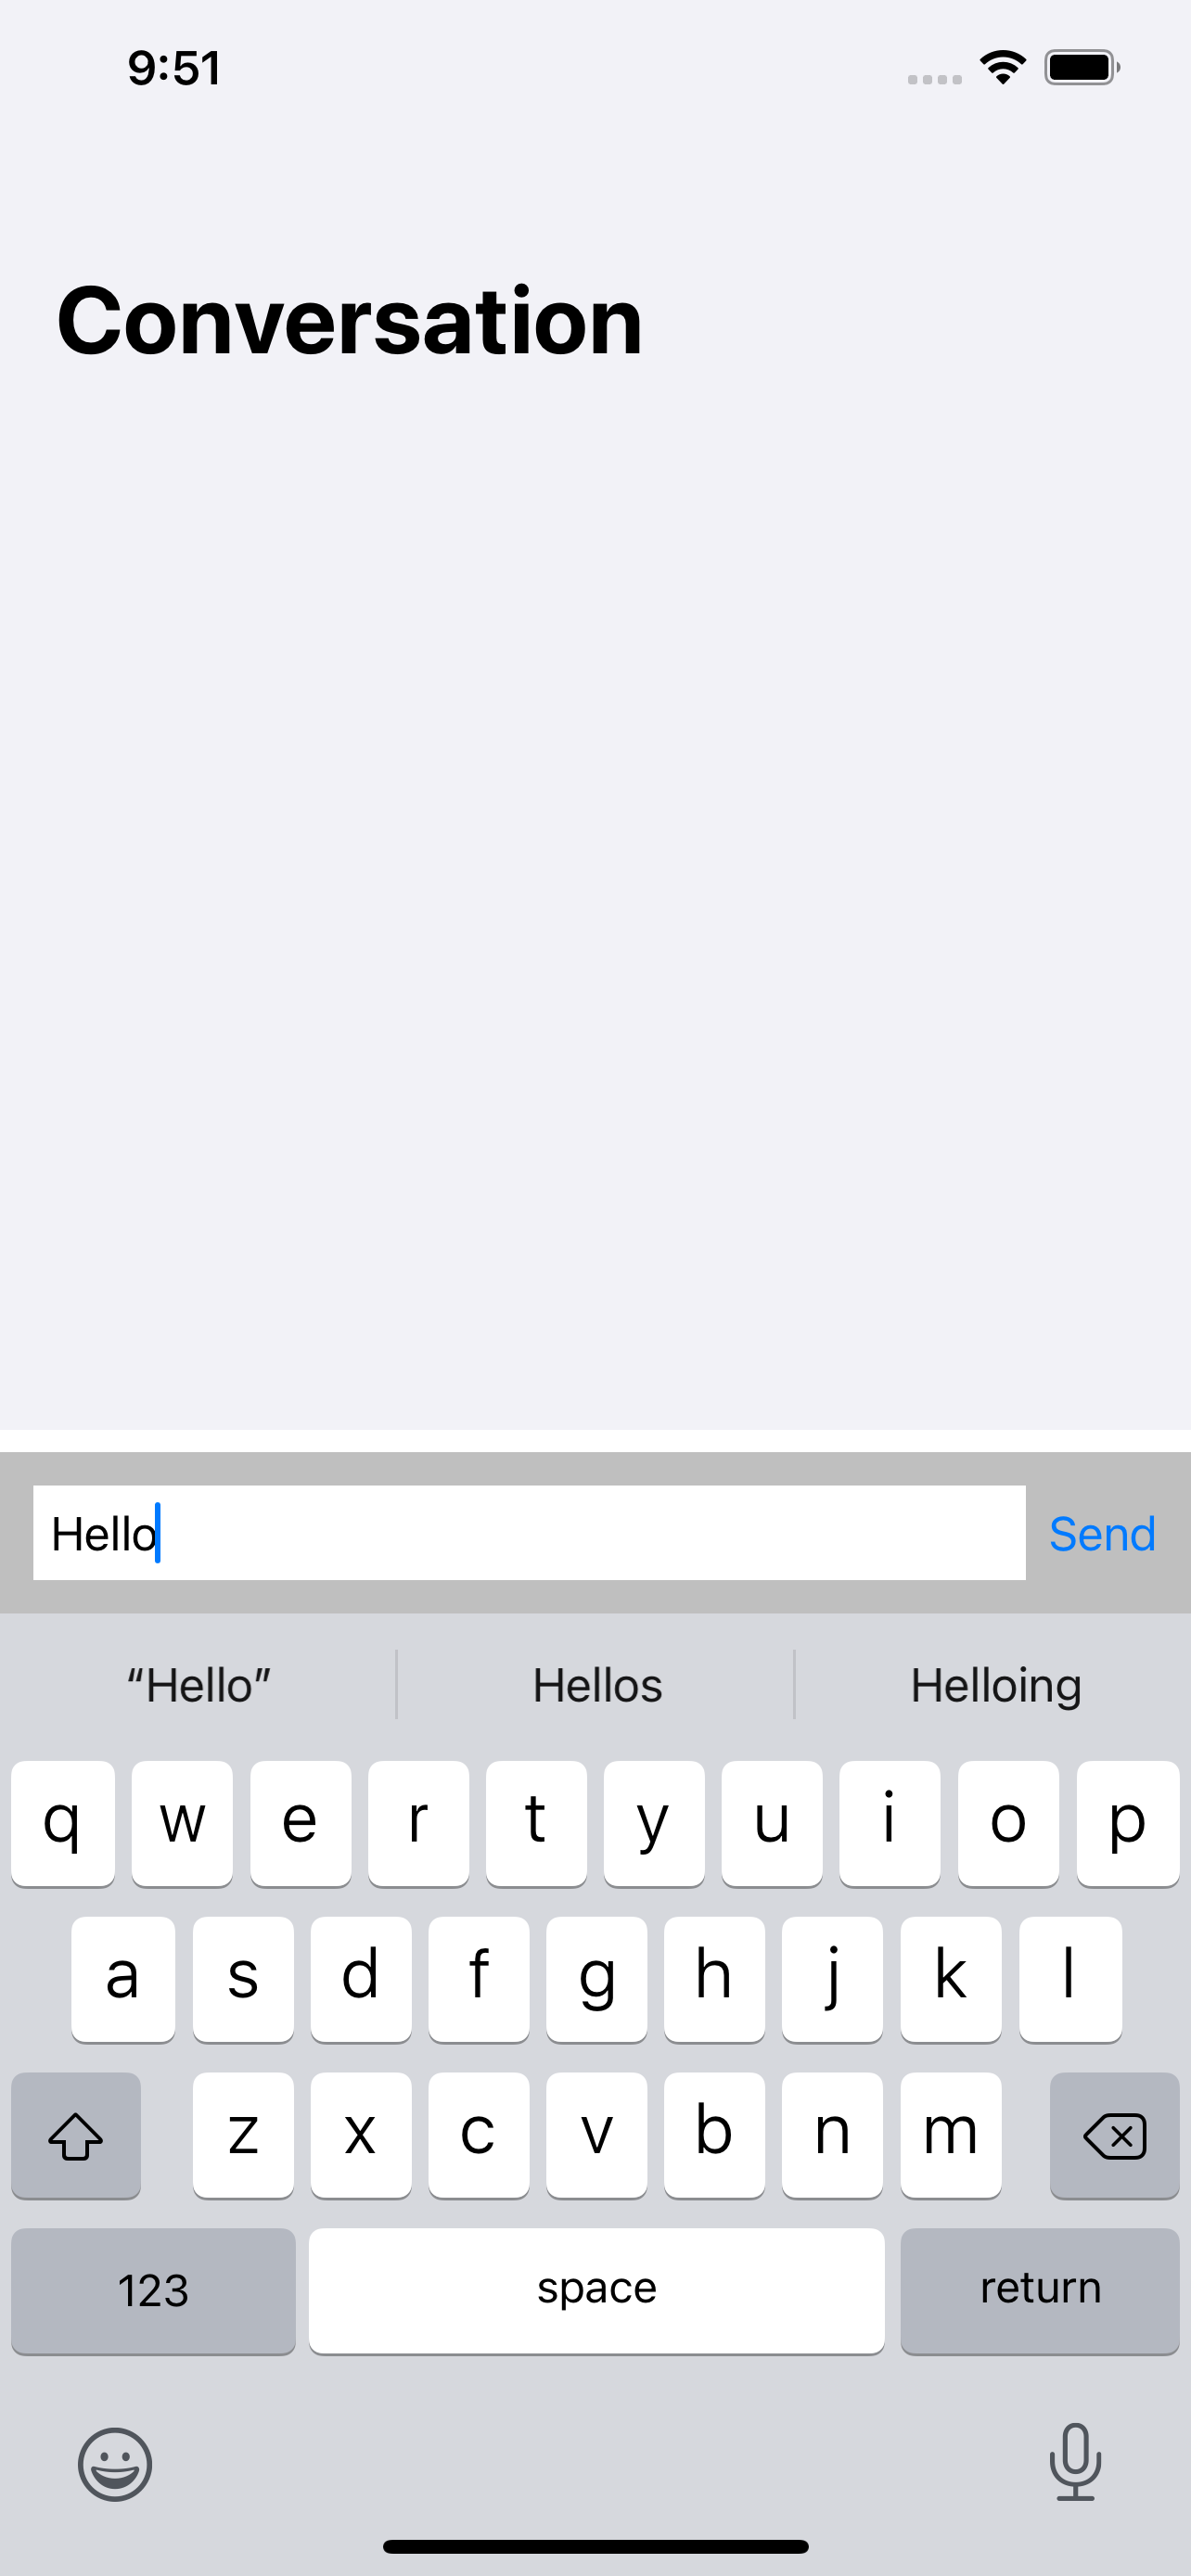 9:51
Conversation
Hello
Send
“Hello” Hellos Helloing
q w e r t y u i o p
a s d f g h j k l
z x c v b n m
123 space return